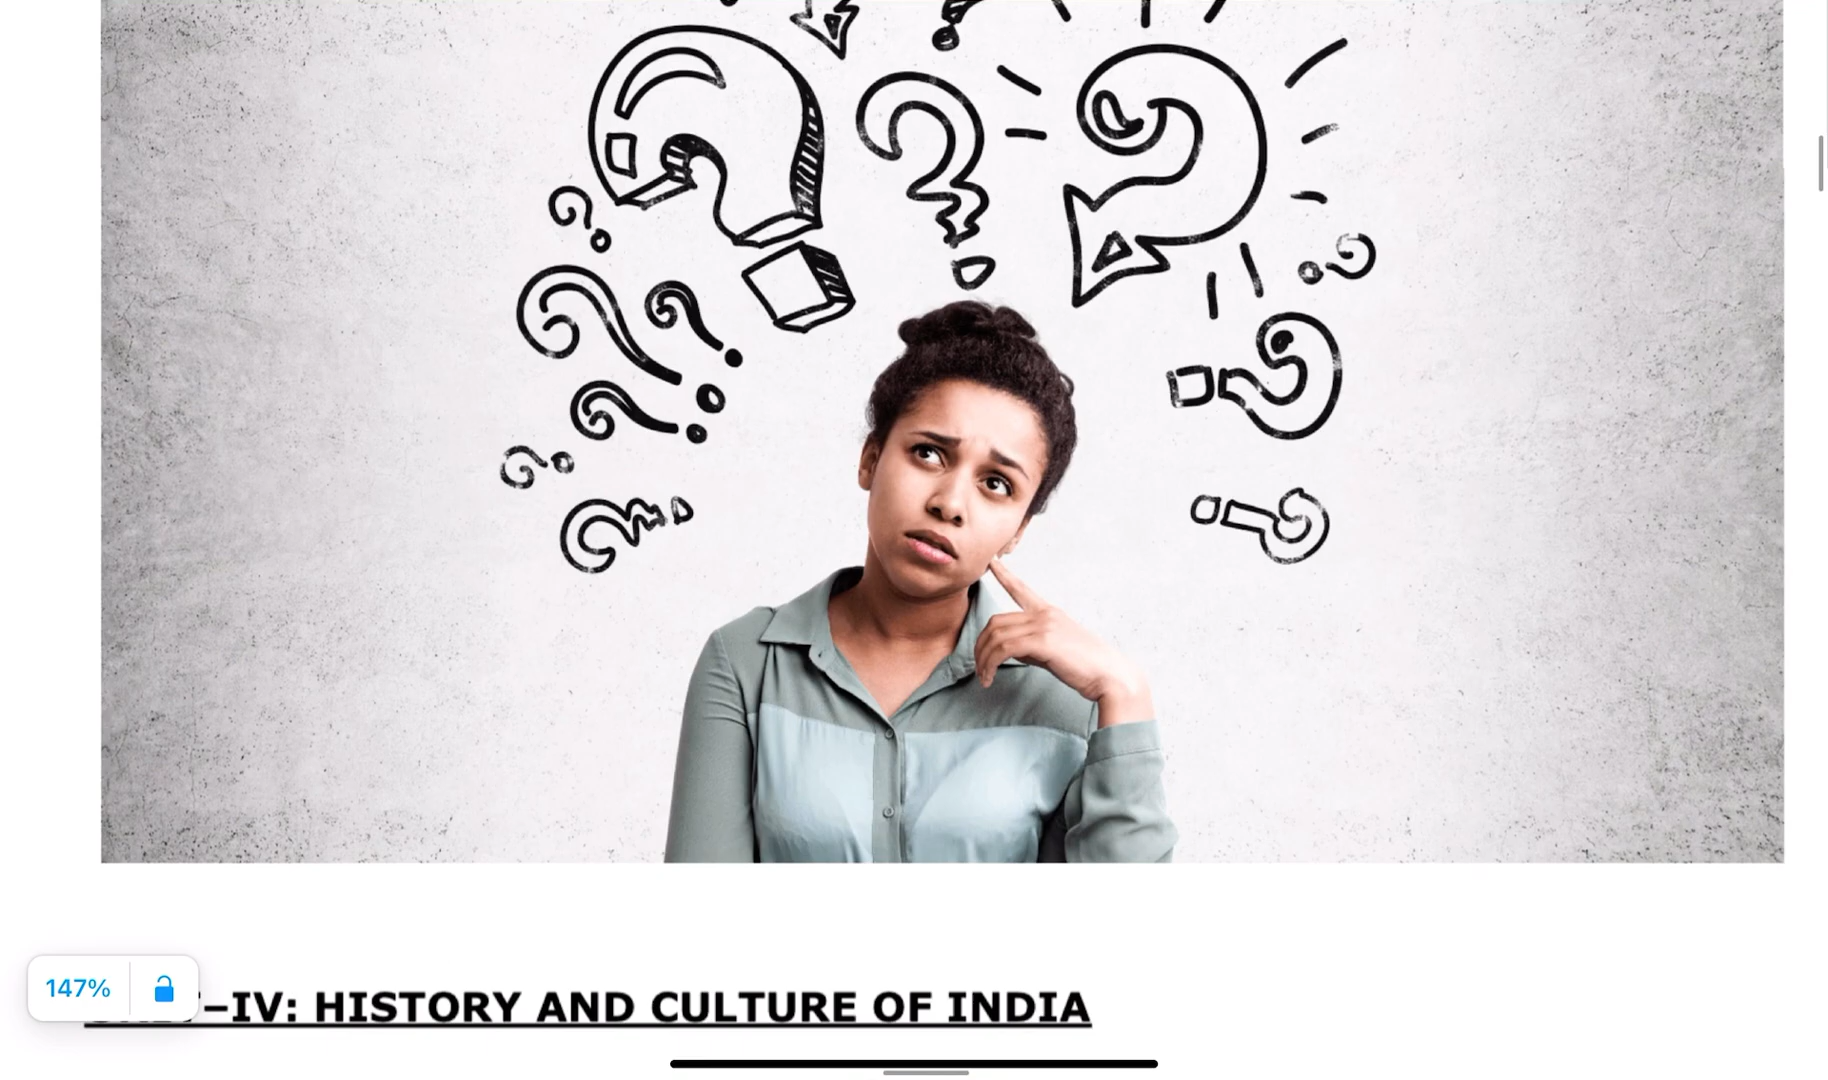 147%
–IV: HISTORY AND CULTURE OF INDIA